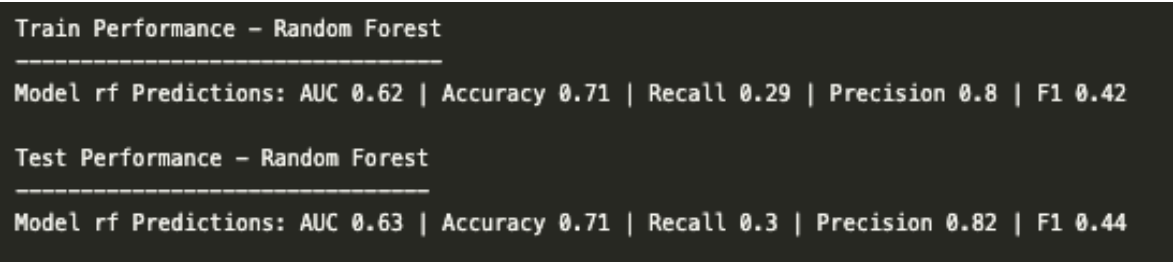 Train Performance – Random Forest
---------------------------------
Model rf Predictions: AUC 0.62 | Accuracy 0.71 | Recall 0.29 | Precision 0.8 | F1 0.42
Test Performance – Random Forest
--------------------------------
Model rf Predictions: AUC 0.63 | Accuracy 0.71 | Recall 0.3 | Precision 0.82 | F1 0.44